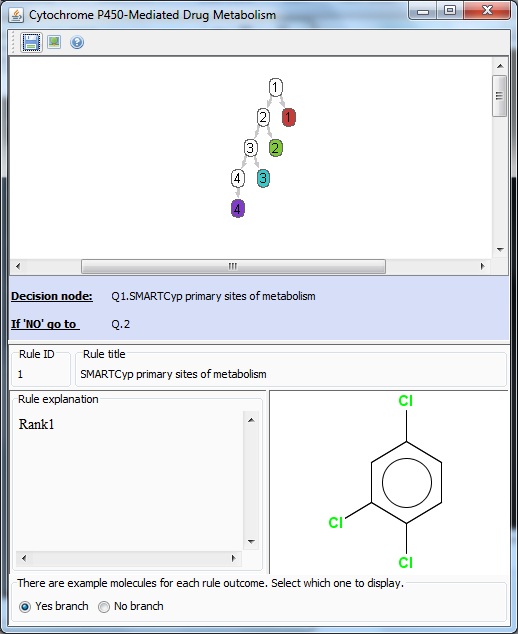 Cytochrome P450-Mediated Drug Metabolism
1
2 1
3 2
4 3
4
Decision node: Q1.SMARTCyp primary sites of metabolism
If 'NO' go to Q.2
Rule ID Rule title
1 SMARTCyp primary sites of metabolism
Rule explanation
Rank1
Cl
Cl
Cl
There are example molecules for each rule outcome. Select which one to display.
Yes branch No branch